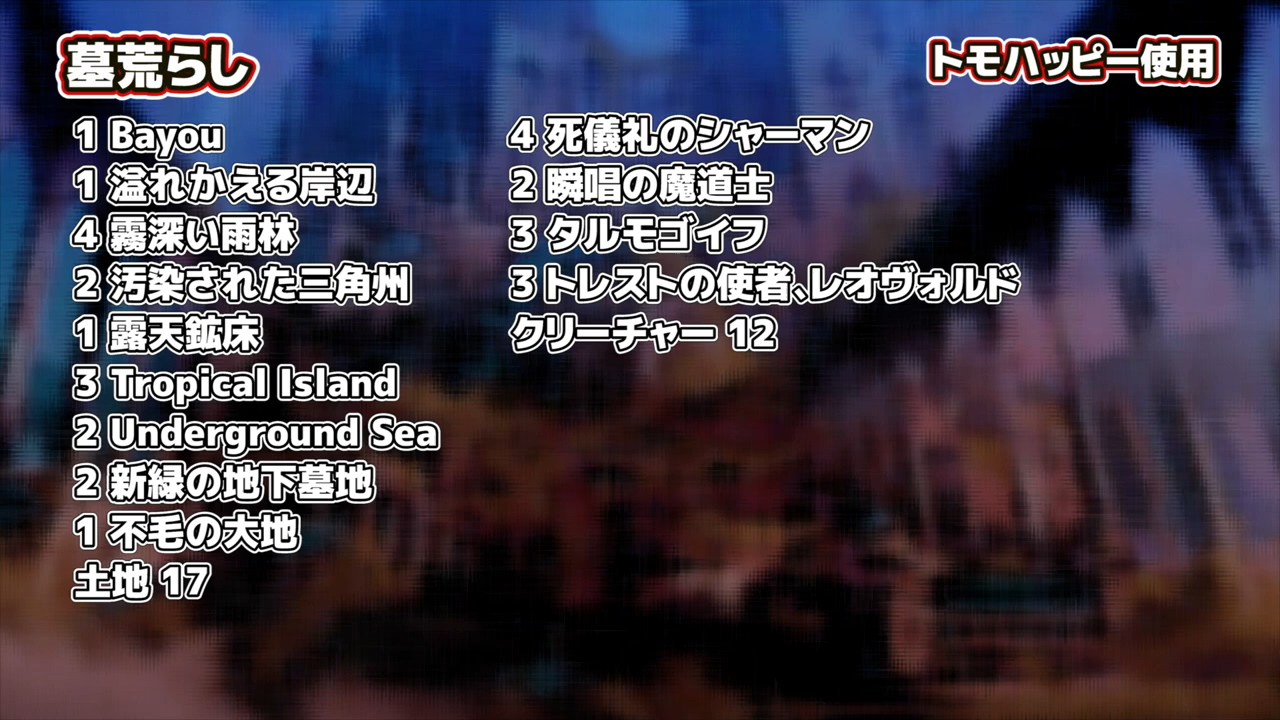 墓荒らし
トモハッピー使用
1 Bayou
1 溢れかえる岸辺
4 霧深い雨林
2 汚染された三角州
1 露天鉱床
3 Tropical Island
2 Underground Sea
2 新緑の地下墓地
1 不毛の大地
土地 17
4 死儀礼のシャーマン
2 瞬唱の魔道士
3 タルモゴイフ
3 トレストの使者、レオヴォルド
クリーチャー 12